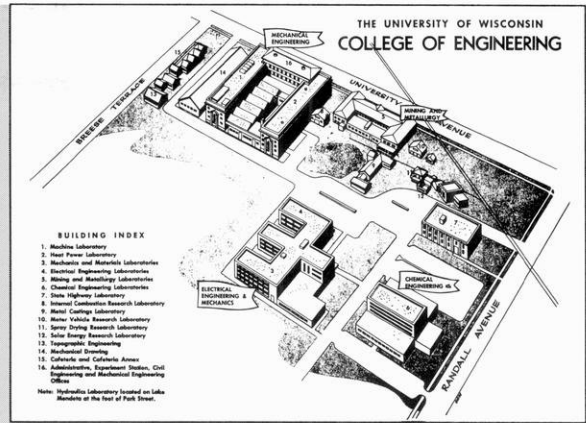 THE UNIVERSITY OF WISCONSIN
COLLEGE OF ENGINEERING
MECHANICAL
ENGINEERING
UNIVERSITY
AVENUE
MINING AND
METALLURGY
BREESE TERRACE
RANDALL AVENUE
ELECTRICAL
ENGINEERING &
MECHANICS
CHEMICAL
ENGINEERING
BUILDING INDEX
1. Machine Laboratory
2. Heat Power Laboratory
3. Mechanics and Materials Laboratories
4. Electrical Engineering Laboratories
5. Mining and Metallurgy Laboratories
6. Chemical Engineering Laboratories
7. State Highway Laboratory
8. Internal Combustion Research Laboratory
9. Metal Castings Laboratory
10. Motor Vehicle Research Laboratory
11. Spray Drying Research Laboratory
12. Solar Energy Research Laboratory
13. Topographic Engineering
14. Mechanical Drawing
15. Cafeteria and Cafeteria Annex
16. Administrative, Experiment Station, Civil
Engineering and Mechanical Engineering
Offices
Note: Hydraulics Laboratory located on Lake
Mendota at the foot of Park Street.